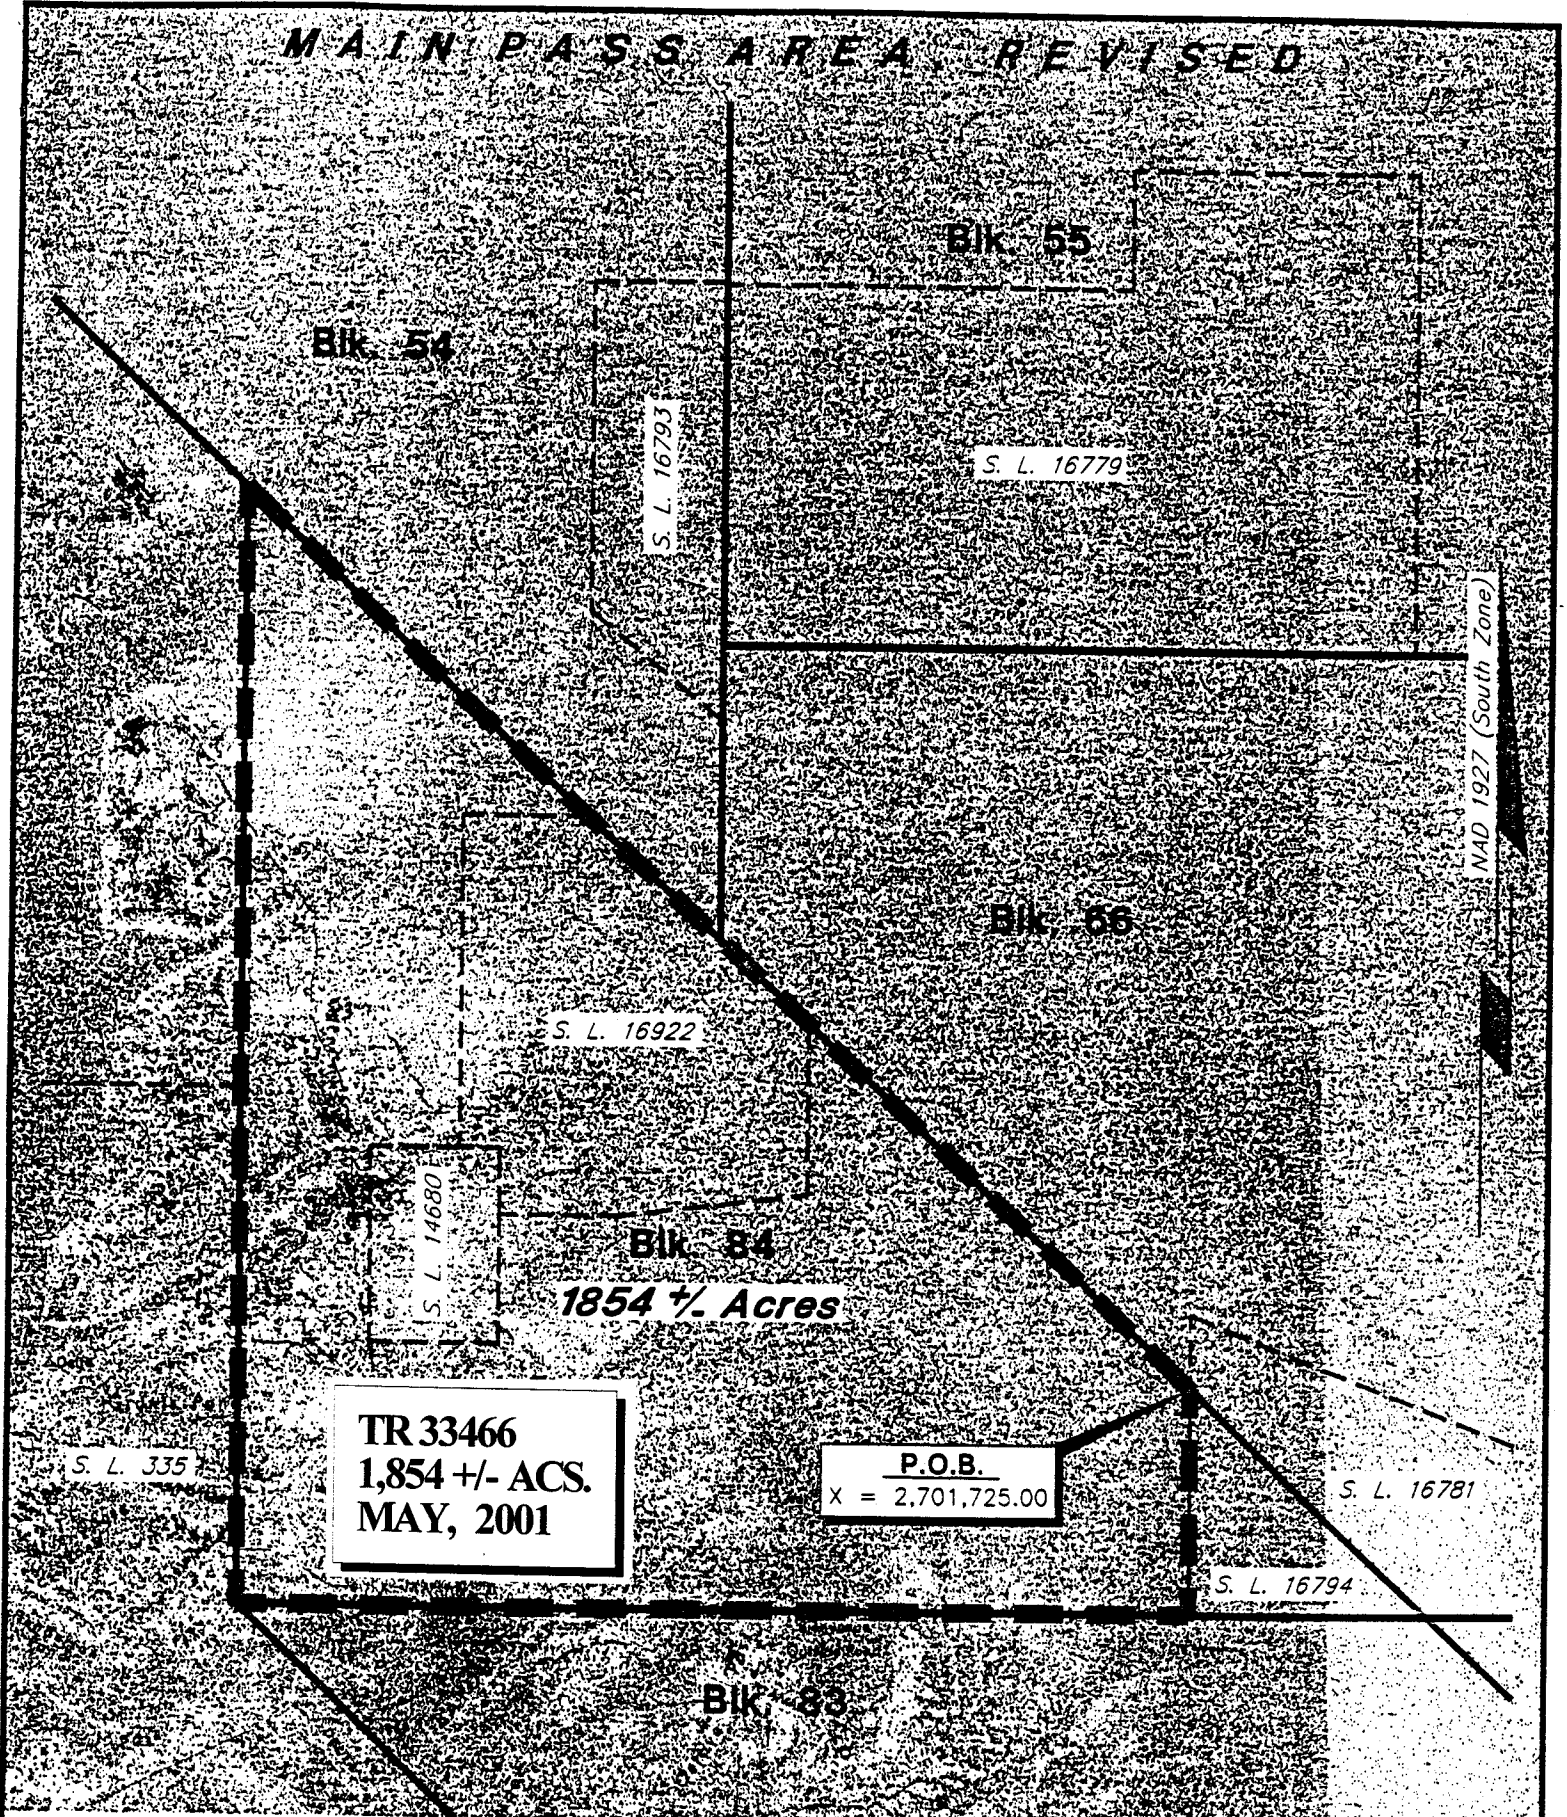 MAIN PASS AREA, REVISED
Blk. 55
Blk. 54
S. L. 16793
S. L. 16779
NAD 1927 (South Zone)
Blk. 66
S. L. 16922
S. L. 14680
Blk. 84
1854 +/- Acres
TR 33466
1,854 +/- ACS.
MAY, 2001
P.O.B.
X = 2,701,725.00
S. L. 335
S. L. 16781
S. L. 16794
Blk. 83